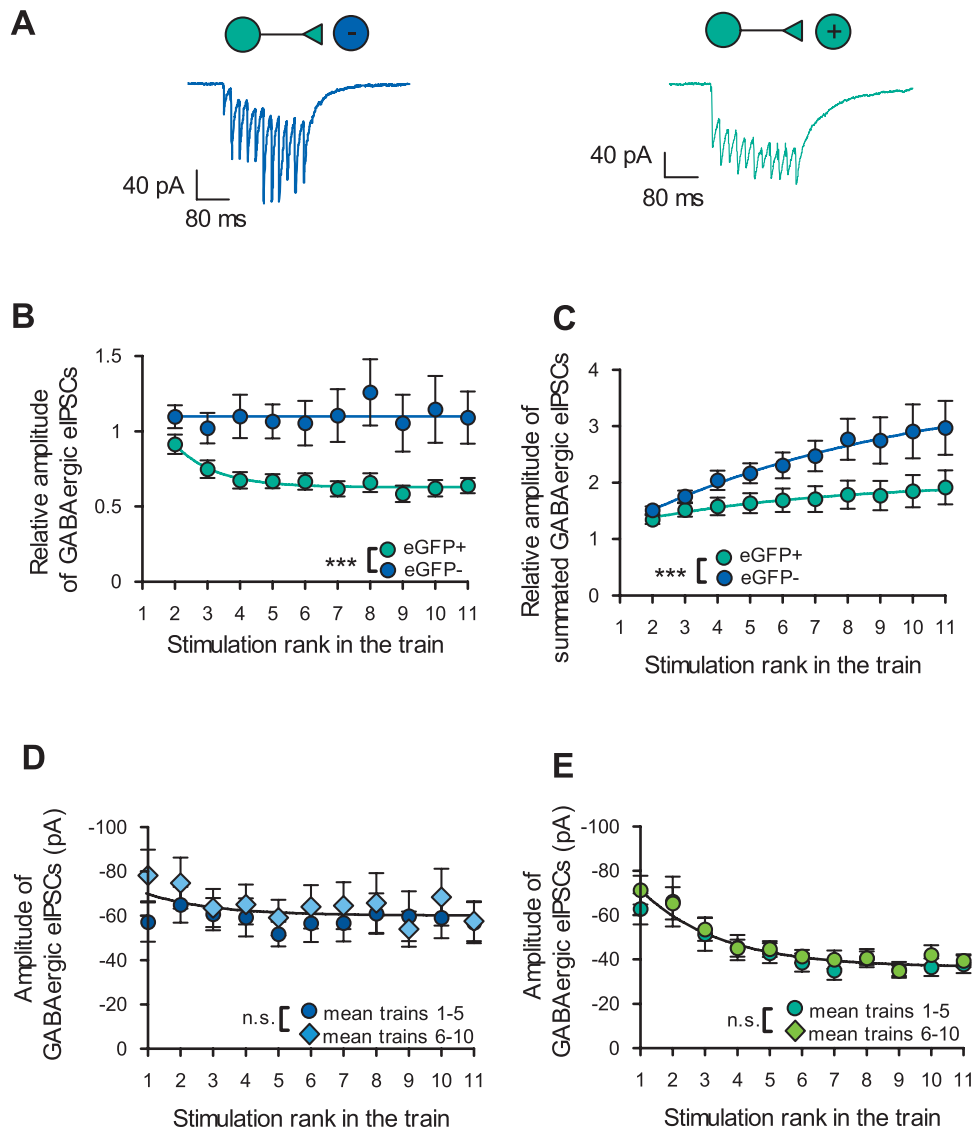 A
-
+
40 pA
80 ms
40 pA
80 ms
B
Relative amplitude
of GABAergic eIPSCs
1.5
1
0.5
0
*** eGFP+
eGFP-
1 2 3 4 5 6 7 8 9 10 11
Stimulation rank in the train
C
Relative amplitude of
summated GABAergic eIPSCs
4
3
2
1
0
*** eGFP+
eGFP-
1 2 3 4 5 6 7 8 9 10 11
Stimulation rank in the train
D
Amplitude of
GABAergic eIPSCs (pA)
-100
-80
-60
-40
-20
0
n.s. mean trains 1-5
mean trains 6-10
1 2 3 4 5 6 7 8 9 10 11
Stimulation rank in the train
E
Amplitude of
GABAergic eIPSCs (pA)
-100
-80
-60
-40
-20
0
n.s. mean trains 1-5
mean trains 6-10
1 2 3 4 5 6 7 8 9 10 11
Stimulation rank in the train